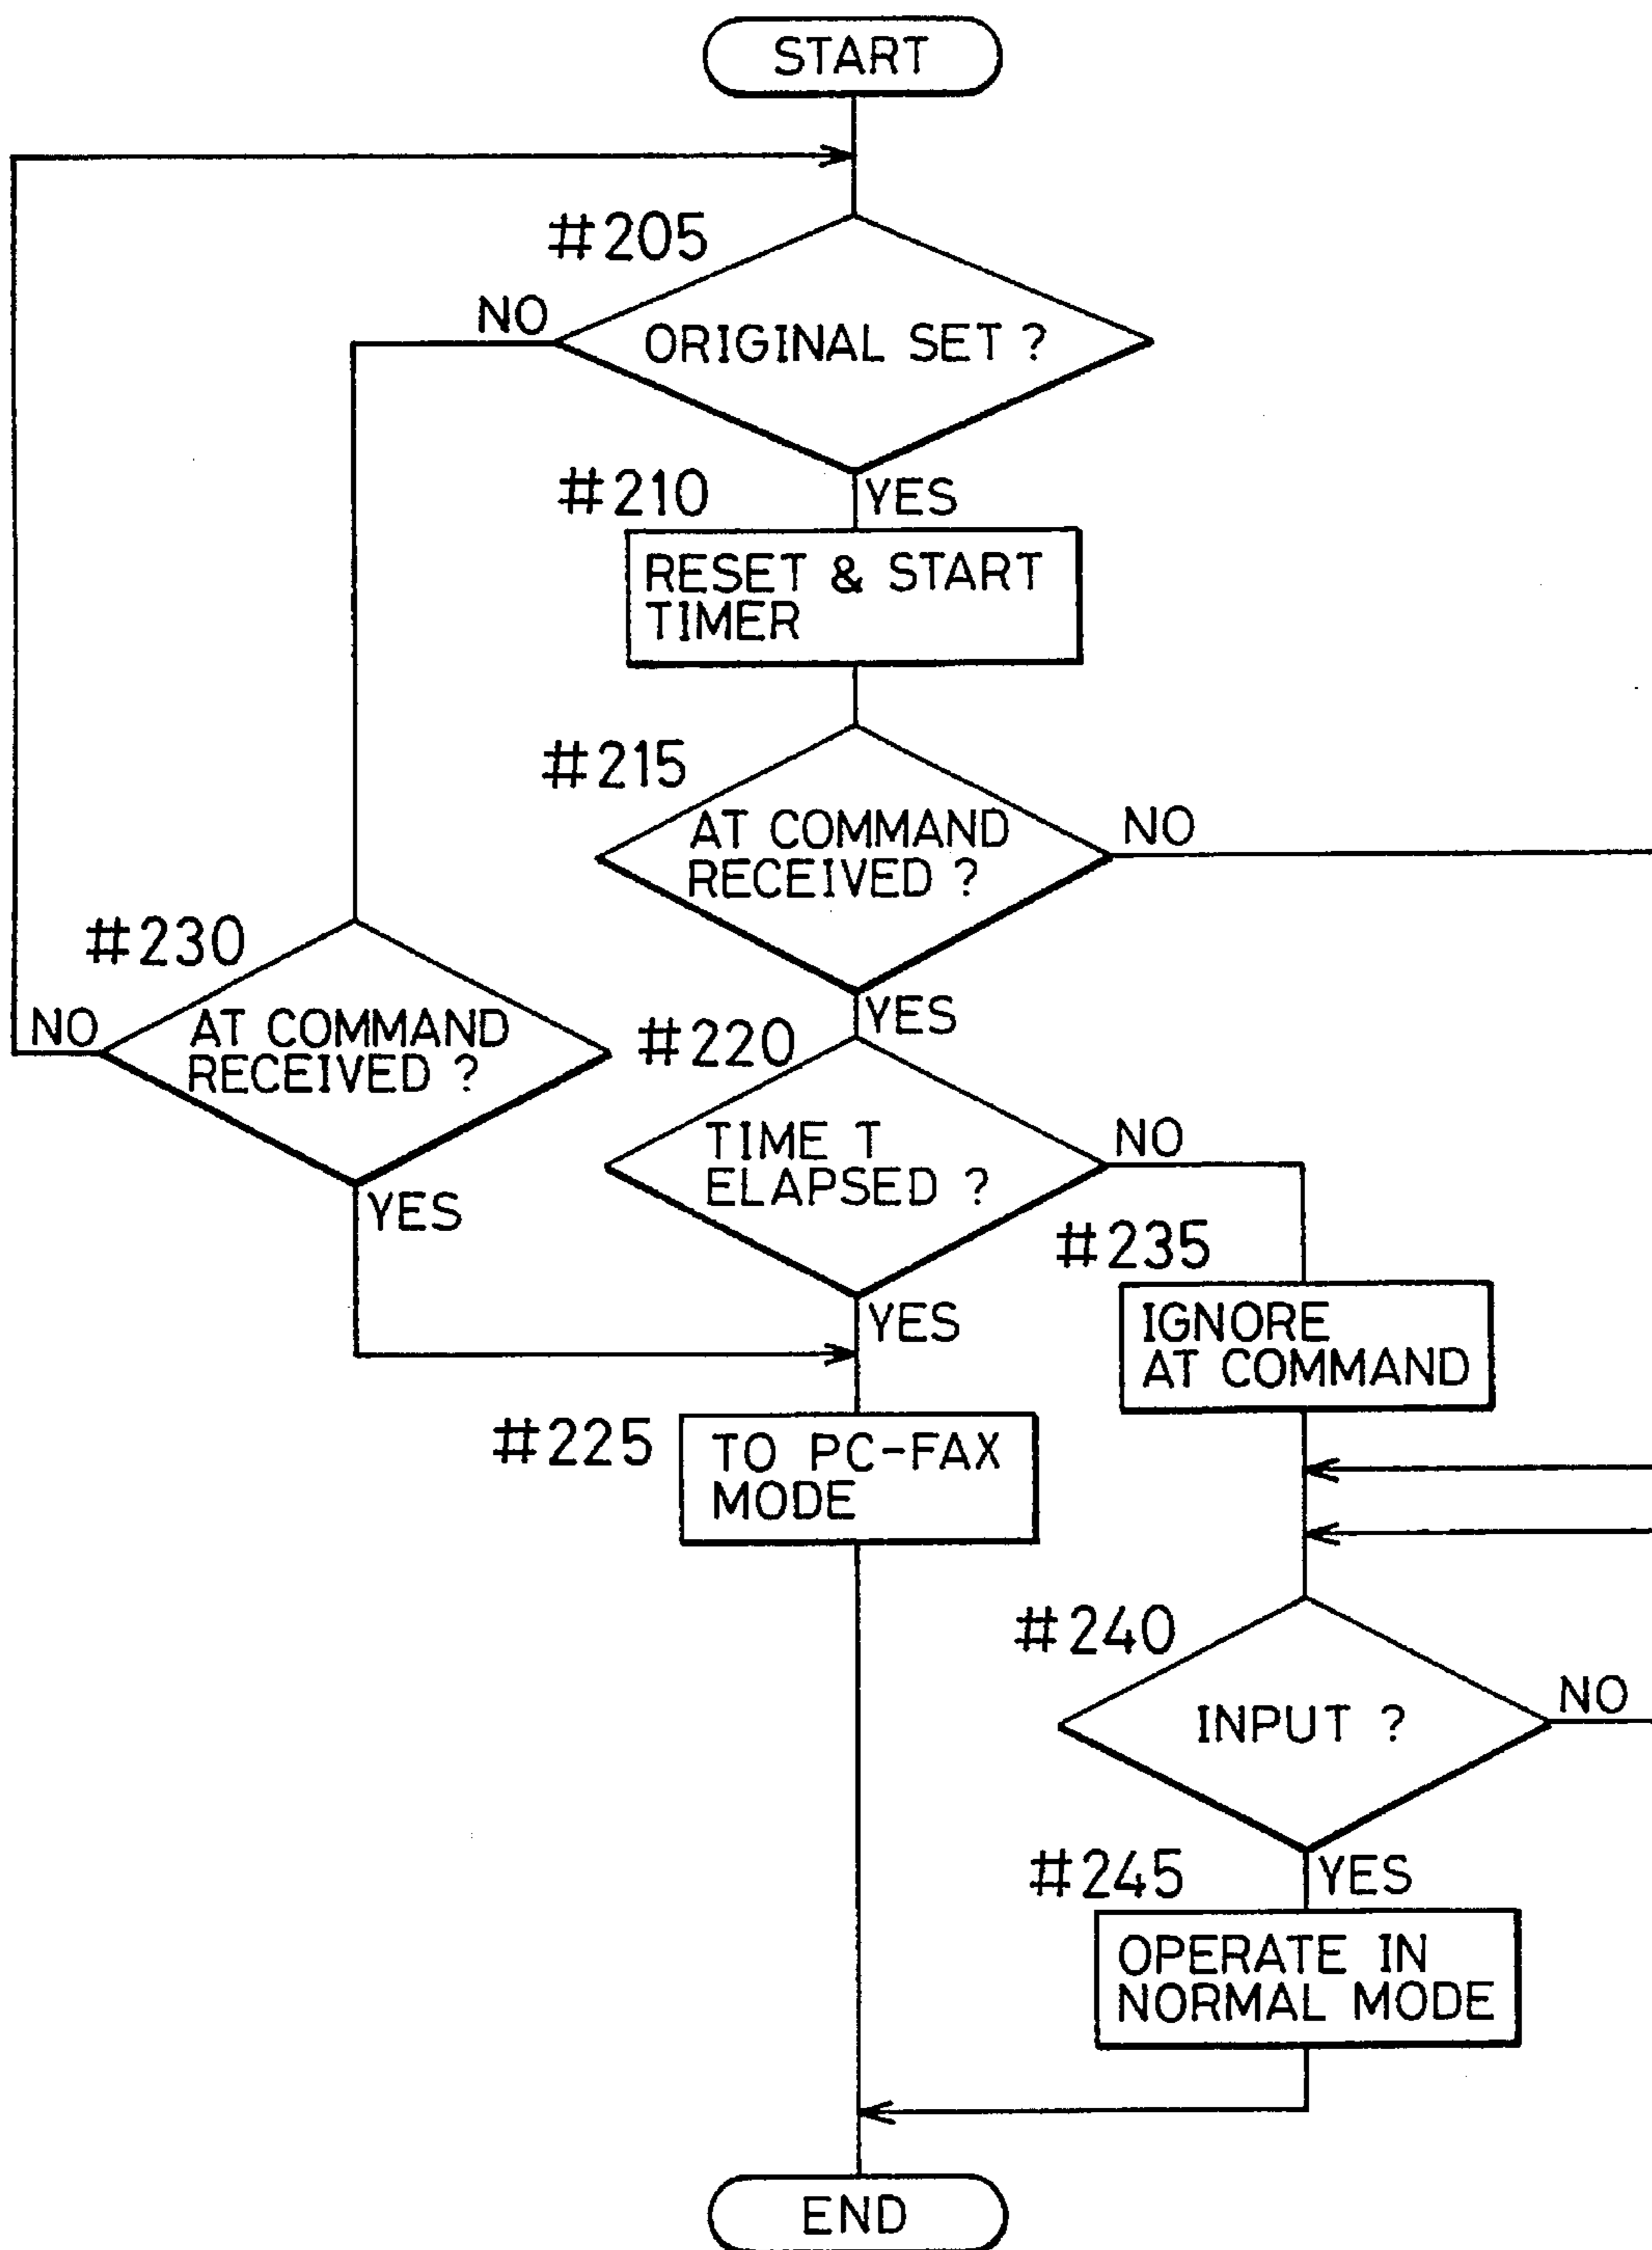 START
#205
NO
ORIGINAL SET ?
#210
YES
RESET & START
TIMER
#215
AT COMMAND
RECEIVED ?
NO
YES
#230
NO
AT COMMAND
RECEIVED ?
YES
#220
TIME T
ELAPSED ?
NO
YES
#235
IGNORE
AT COMMAND
#225
TO PC-FAX
MODE
#240
INPUT ?
NO
YES
#245
OPERATE IN
NORMAL MODE
END